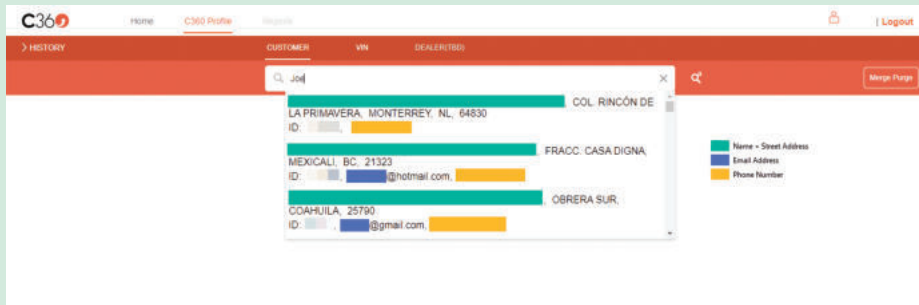 C360
Home C360 Profile
| Logout
HISTORY
CUSTOMER VIN DEALER(TBD)
Joe
Merge Purge
, COL. RINCÓN DE
LA PRIMAVERA, MONTERREY, NL, 64830
ID: ,
, FRACC. CASA DIGNA,
MEXICALI, BC, 21323
ID: , @hotmail.com,
, OBRERA SUR,
COAHUILA, 25790
ID: , @gmail.com,
Name + Street Address
Email Address
Phone Number